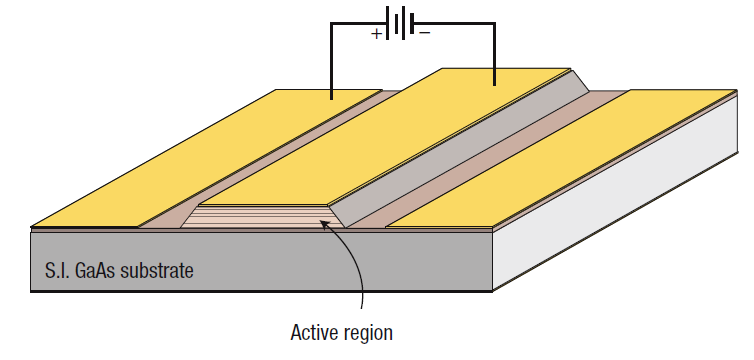 + −
S.I. GaAs substrate
Active region